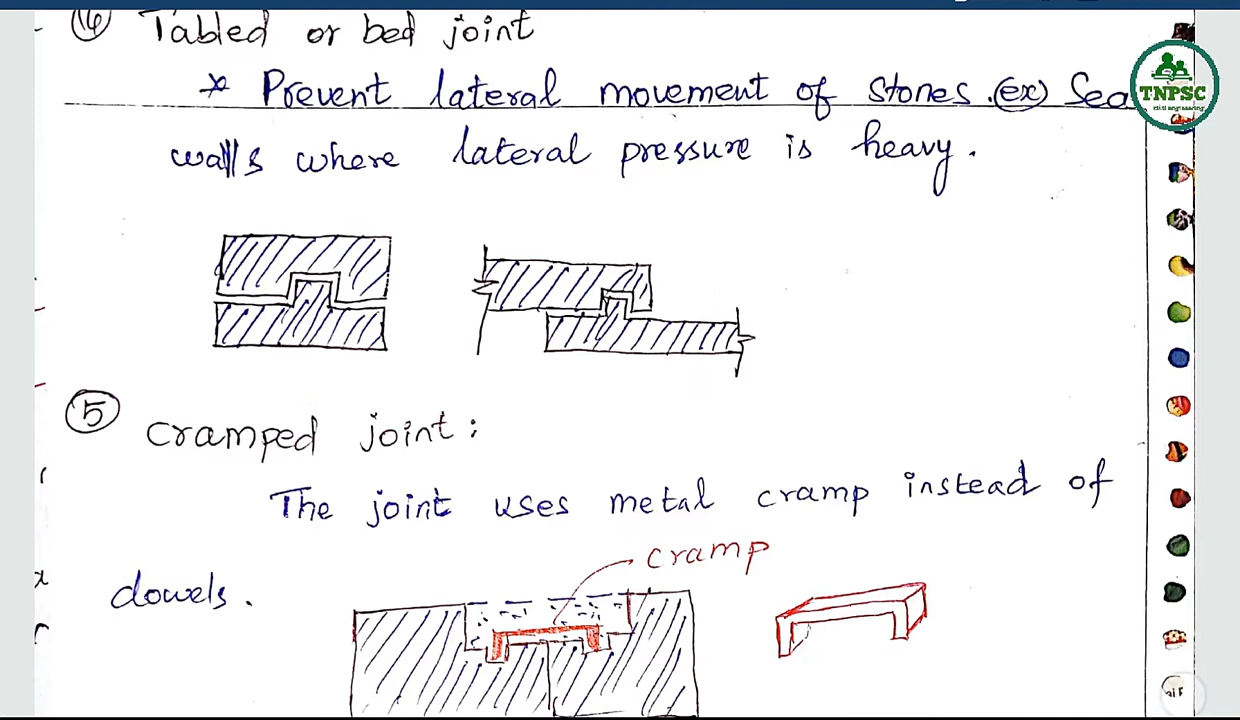 ④ Tabled or bed joint
* Prevent lateral movement of stones. (ex) Sea
walls where lateral pressure is heavy.
TNPSC
⑤ Cramped joint:
The joint uses metal cramp instead of
dowels.
cramp